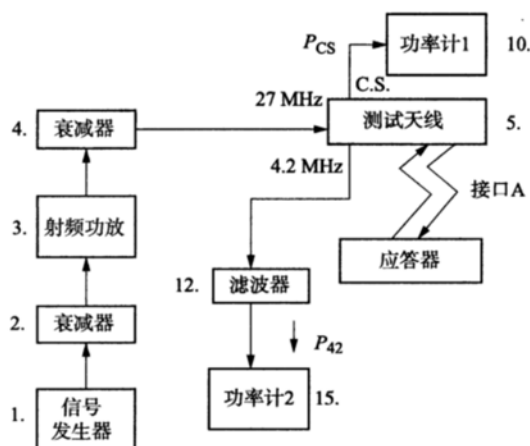 P_CS
功率计1
10.
C.S.
27 MHz
4.
衰减器
测试天线
5.
4.2 MHz
接口A
3.
射频功放
应答器
12.
滤波器
2.
衰减器
P_42
功率计2
15.
1.
信号
发生器